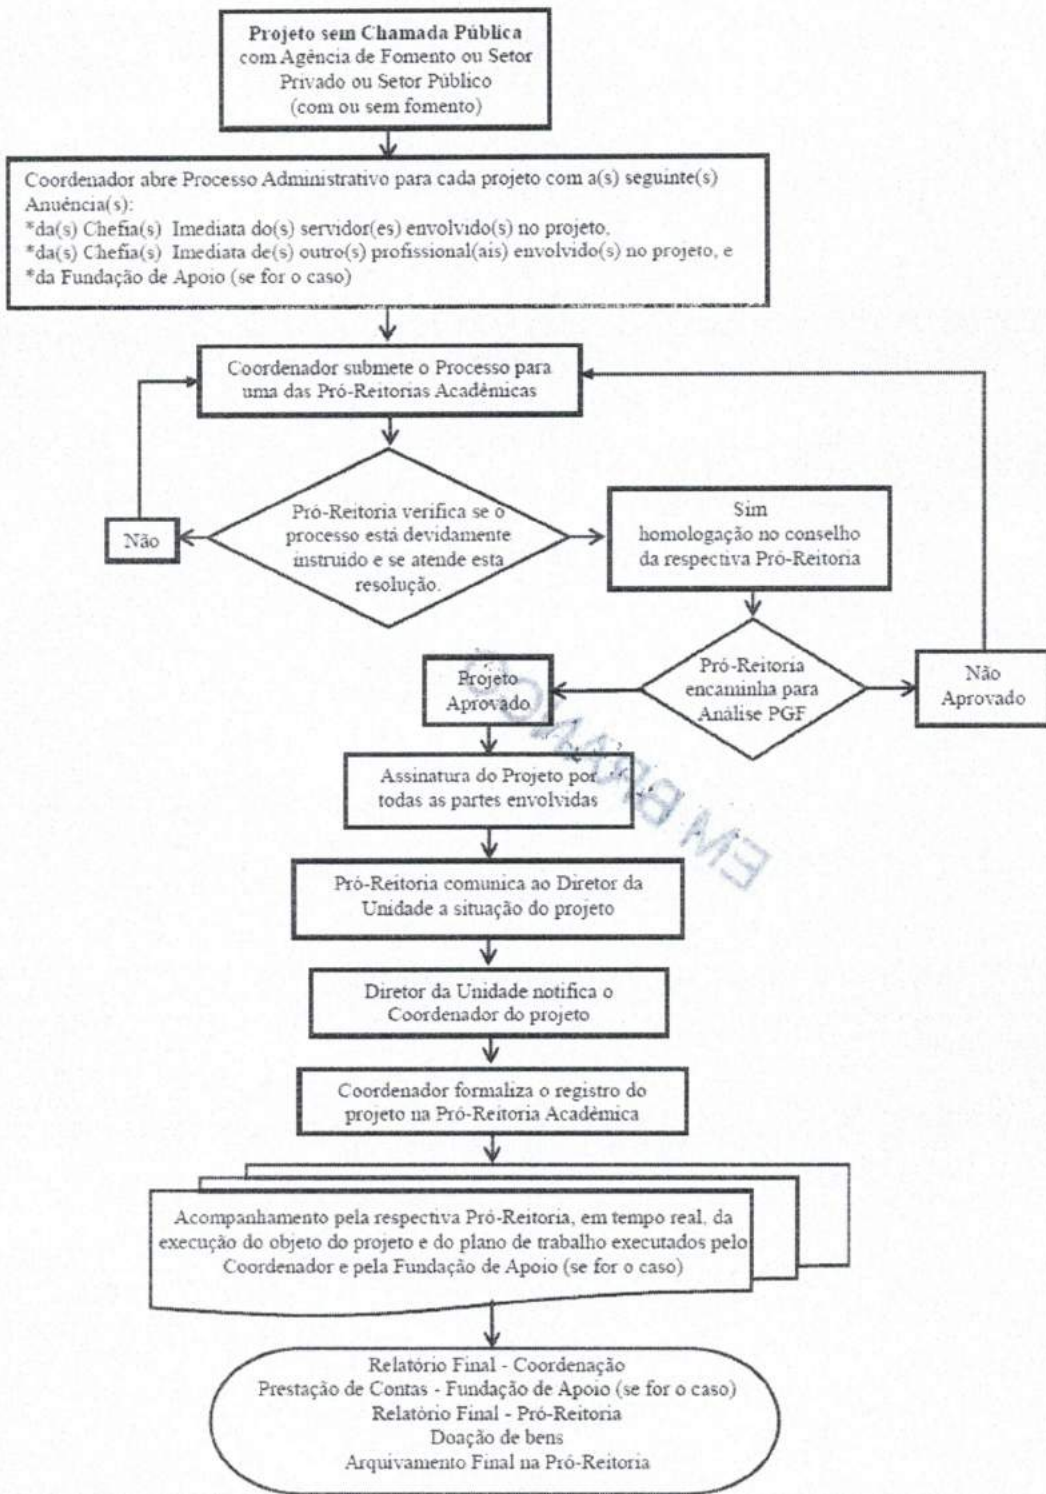 Projeto sem Chamada Pública
com Agência de Fomento ou Setor
Privado ou Setor Público
(com ou sem fomento)
Coordenador abre Processo Administrativo para cada projeto com a(s) seguinte(s)
Anuência(s):
*da(s) Chefia(s) Imediata do(s) servidor(es) envolvido(s) no projeto,
*da(s) Chefia(s) Imediata de(s) outro(s) profissional(ais) envolvido(s) no projeto, e
*da Fundação de Apoio (se for o caso)
Coordenador submete o Processo para
uma das Pró-Reitorias Acadêmicas
Pró-Reitoria verifica se o
processo está devidamente
instruído e se atende esta
resolução.
Não
Sim
homologação no conselho
da respectiva Pró-Reitoria
Pró-Reitoria
encaminha para
Análise PGF
Não
Aprovado
Projeto
Aprovado
EM BRANCO
Assinatura do Projeto por
todas as partes envolvidas
Pró-Reitoria comunica ao Diretor da
Unidade a situação do projeto
Diretor da Unidade notifica o
Coordenador do projeto
Coordenador formaliza o registro do
projeto na Pró-Reitoria Acadêmica
Acompanhamento pela respectiva Pró-Reitoria, em tempo real, da
execução do objeto do projeto e do plano de trabalho executados pelo
Coordenador e pela Fundação de Apoio (se for o caso)
Relatório Final - Coordenação
Prestação de Contas - Fundação de Apoio (se for o caso)
Relatório Final - Pró-Reitoria
Doação de bens
Arquivamento Final na Pró-Reitoria